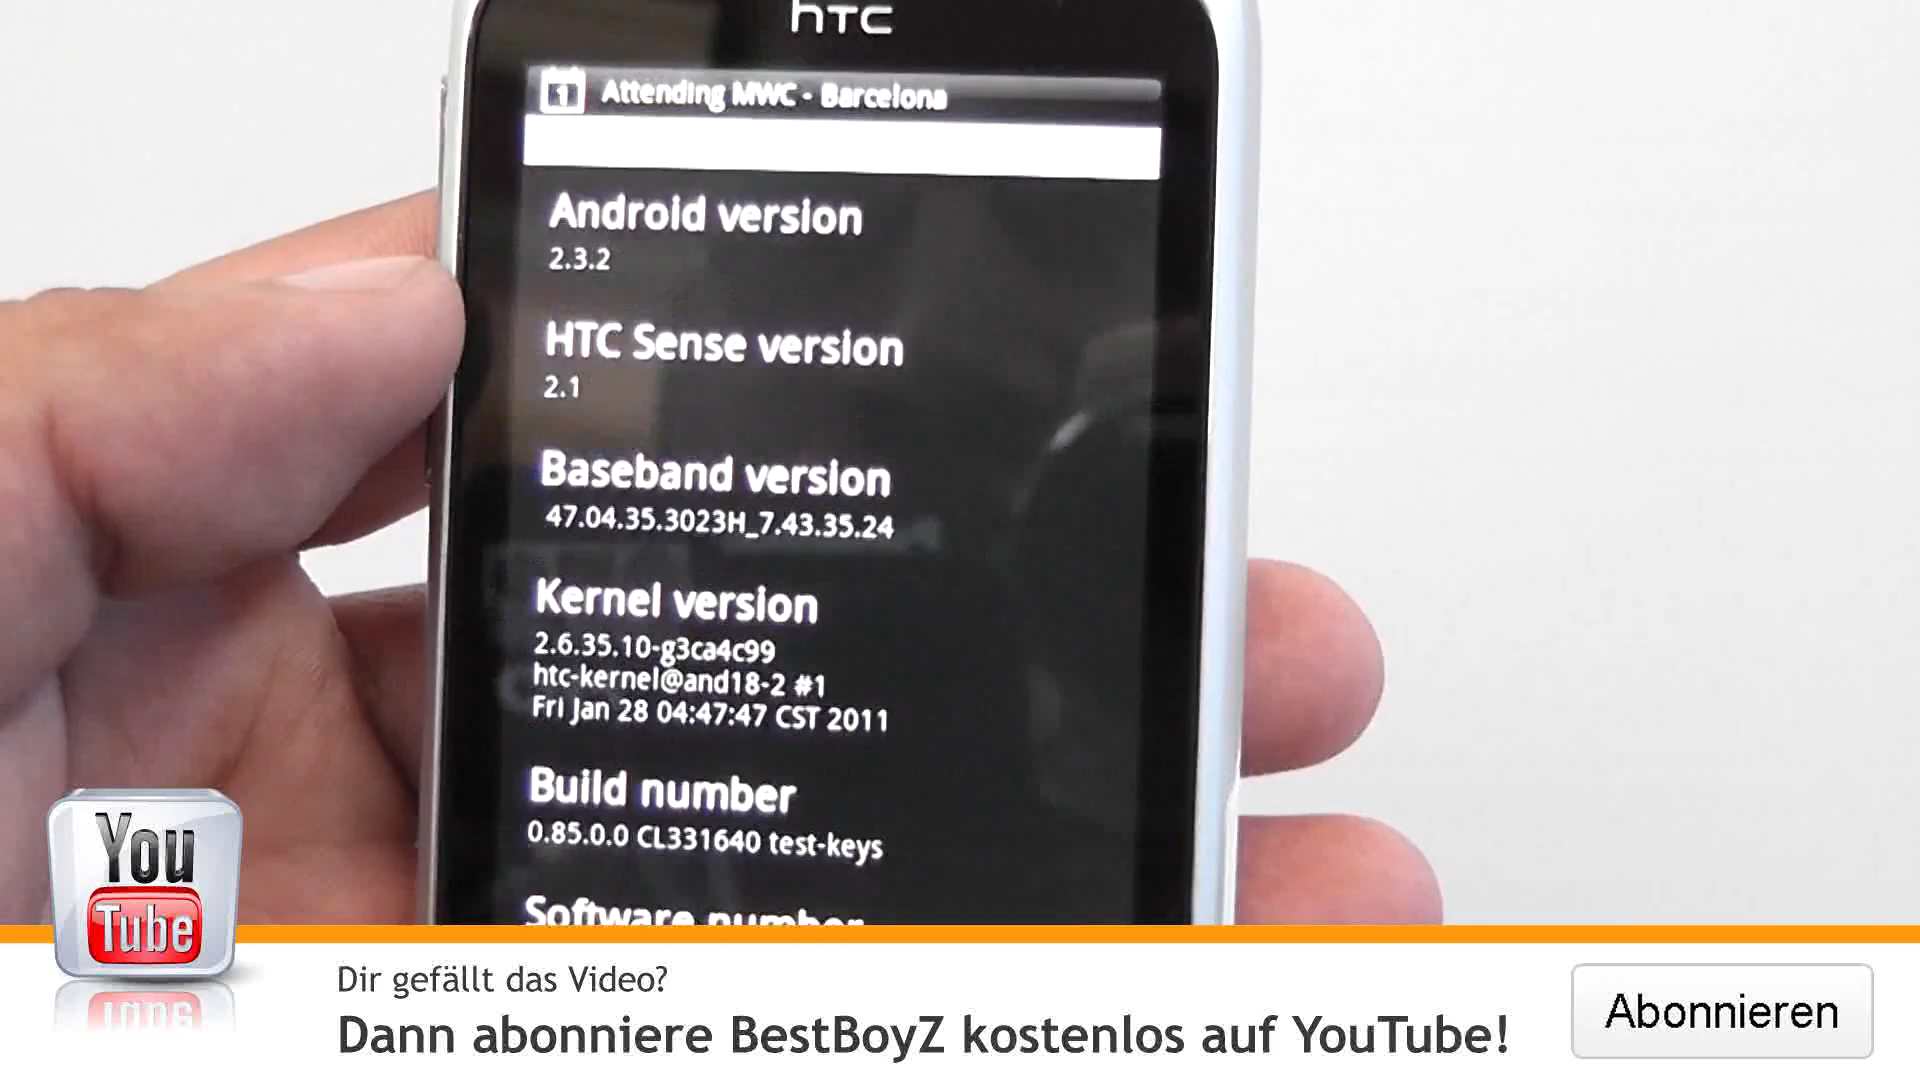 hTC
1 Attending MWC - Barcelona
Android version
2.3.2
HTC Sense version
2.1
Baseband version
47.04.35.3023H_7.43.35.24
Kernel version
2.6.35.10-g3ca4c99
htc-kernel@and18-2 #1
Fri Jan 28 04:47:47 CST 2011
Build number
0.85.0.0 CL331640 test-keys
Software number
You
Tube
Dir gefällt das Video?
Dann abonniere BestBoyZ kostenlos auf YouTube!
Abonnieren